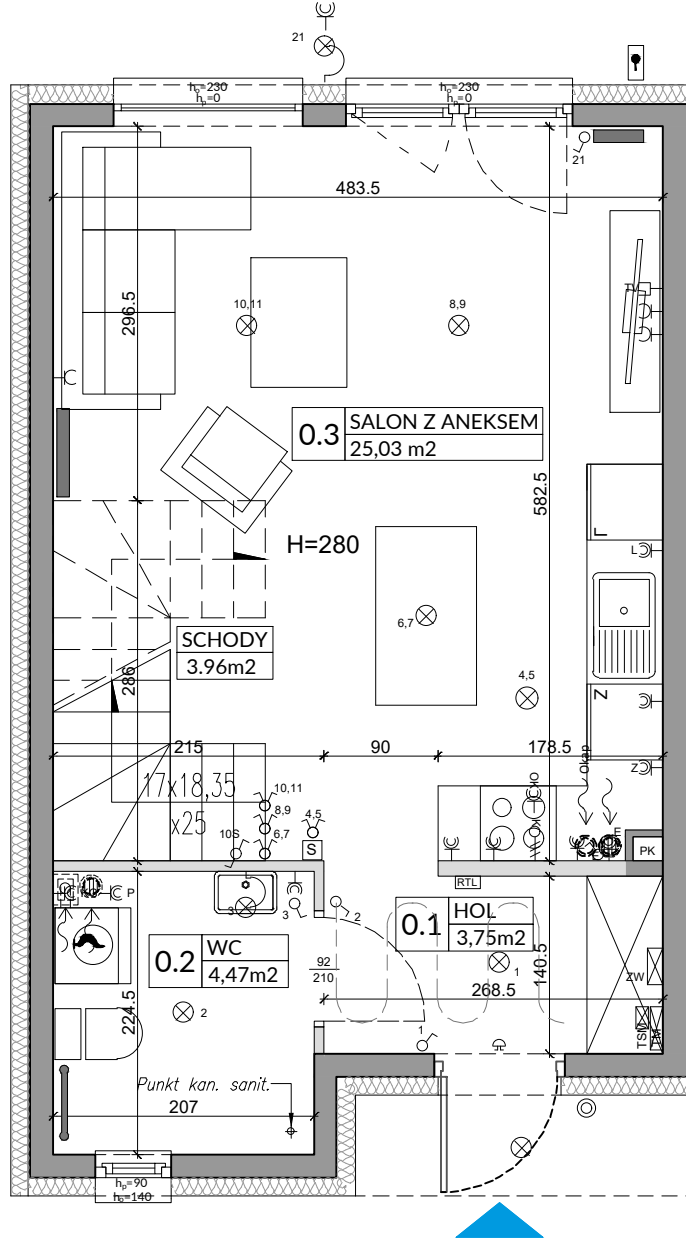 21
hp=230
hp=0
hp=230
hp=0
21
483.5
296.5
10,11
8,9
TV
0.3
SALON Z ANEKSEM
25,03 m2
582.5
L
H=280
L
6,7
SCHODY
3.96m2
286
4,5
Z
215
90
178.5
Okap
Z
17x18,35
x25
10,11
8,9
6,7
4,5
10S
S
PK
RTL
P
3
3
2
0.1
HOL
3,75m2
0.2
WC
4,47m2
92
210
1
140.5
268.5
ZW
224.5
2
1
TSM
TM
Punkt kan. sanit.
207
hp=90
hp=140